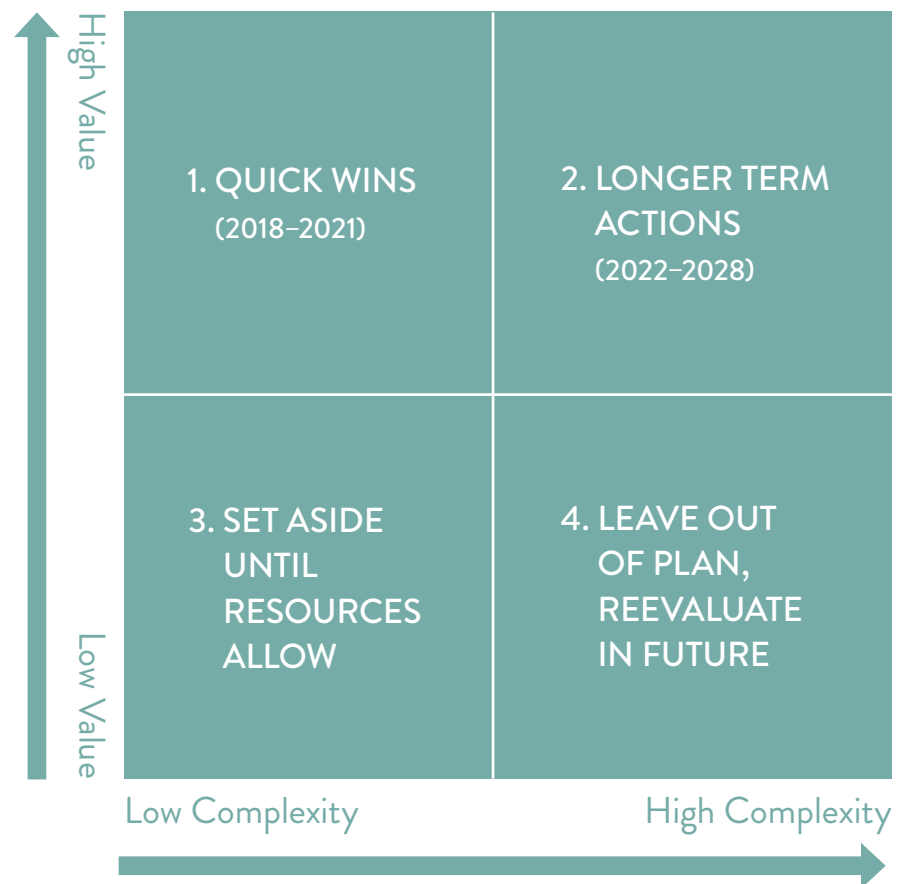 High Value
1. QUICK WINS
(2018–2021)
2. LONGER TERM
ACTIONS
(2022–2028)
3. SET ASIDE
UNTIL
RESOURCES
ALLOW
4. LEAVE OUT
OF PLAN,
REEVALUATE
IN FUTURE
Low Value
Low Complexity
High Complexity